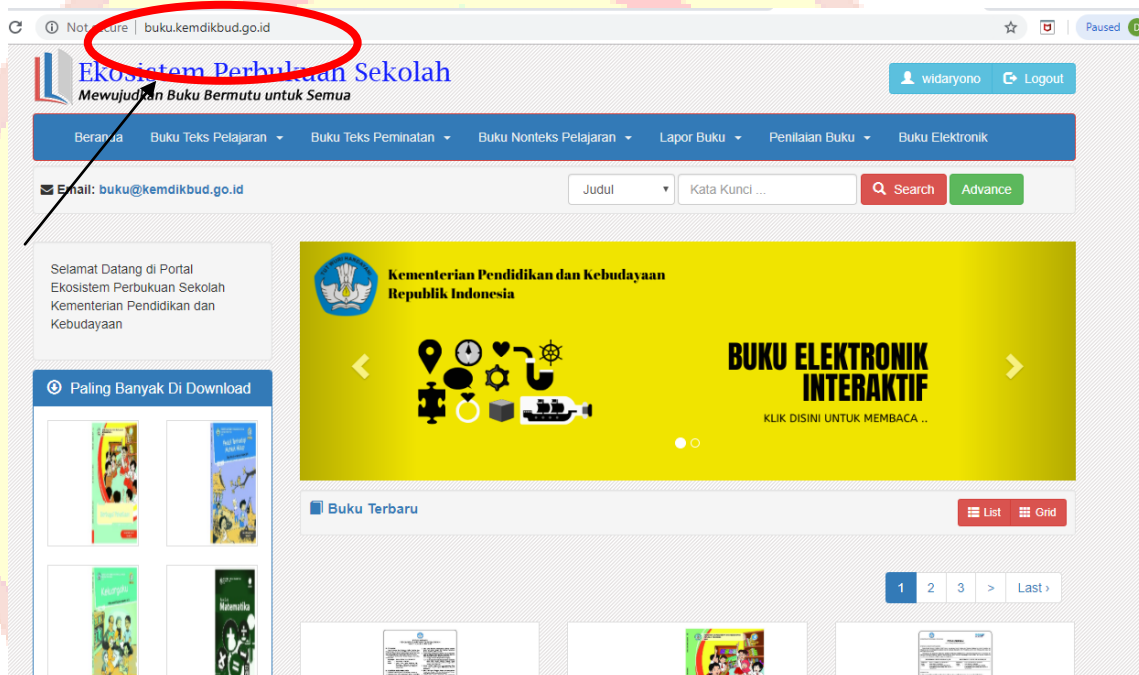 Not secure | buku.kemdikbud.go.id
Paused
Ekosistem Perbukuan Sekolah
Mewujudkan Buku Bermutu untuk Semua
widaryono Logout
Beranda Buku Teks Pelajaran Buku Teks Peminatan Buku Nonteks Pelajaran Lapor Buku Penilaian Buku Buku Elektronik
Email: buku@kemdikbud.go.id
Judul Kata Kunci ... Search Advance
Selamat Datang di Portal
Ekosistem Perbukuan Sekolah
Kementerian Pendidikan dan
Kebudayaan
Kementerian Pendidikan dan Kebudayaan
Republik Indonesia
BUKU ELEKTRONIK
INTERAKTIF
KLIK DISINI UNTUK MEMBACA ..
Paling Banyak Di Download
Buku Terbaru
List Grid
1 2 3 > Last ›
Keluargaku
Matematika